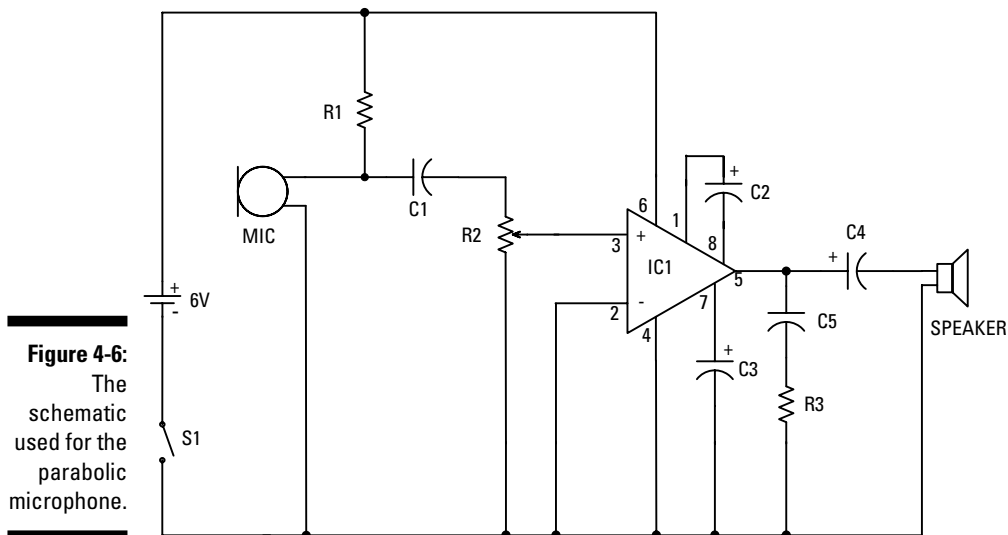 R1
C1
MIC
R2
6
1
+
C2
3
+
IC1
8
5
2
-
4
7
+
C3
+
C4
C5
SPEAKER
R3
+
6V
-
S1
Figure 4-6:
The
schematic
used for the
parabolic
microphone.